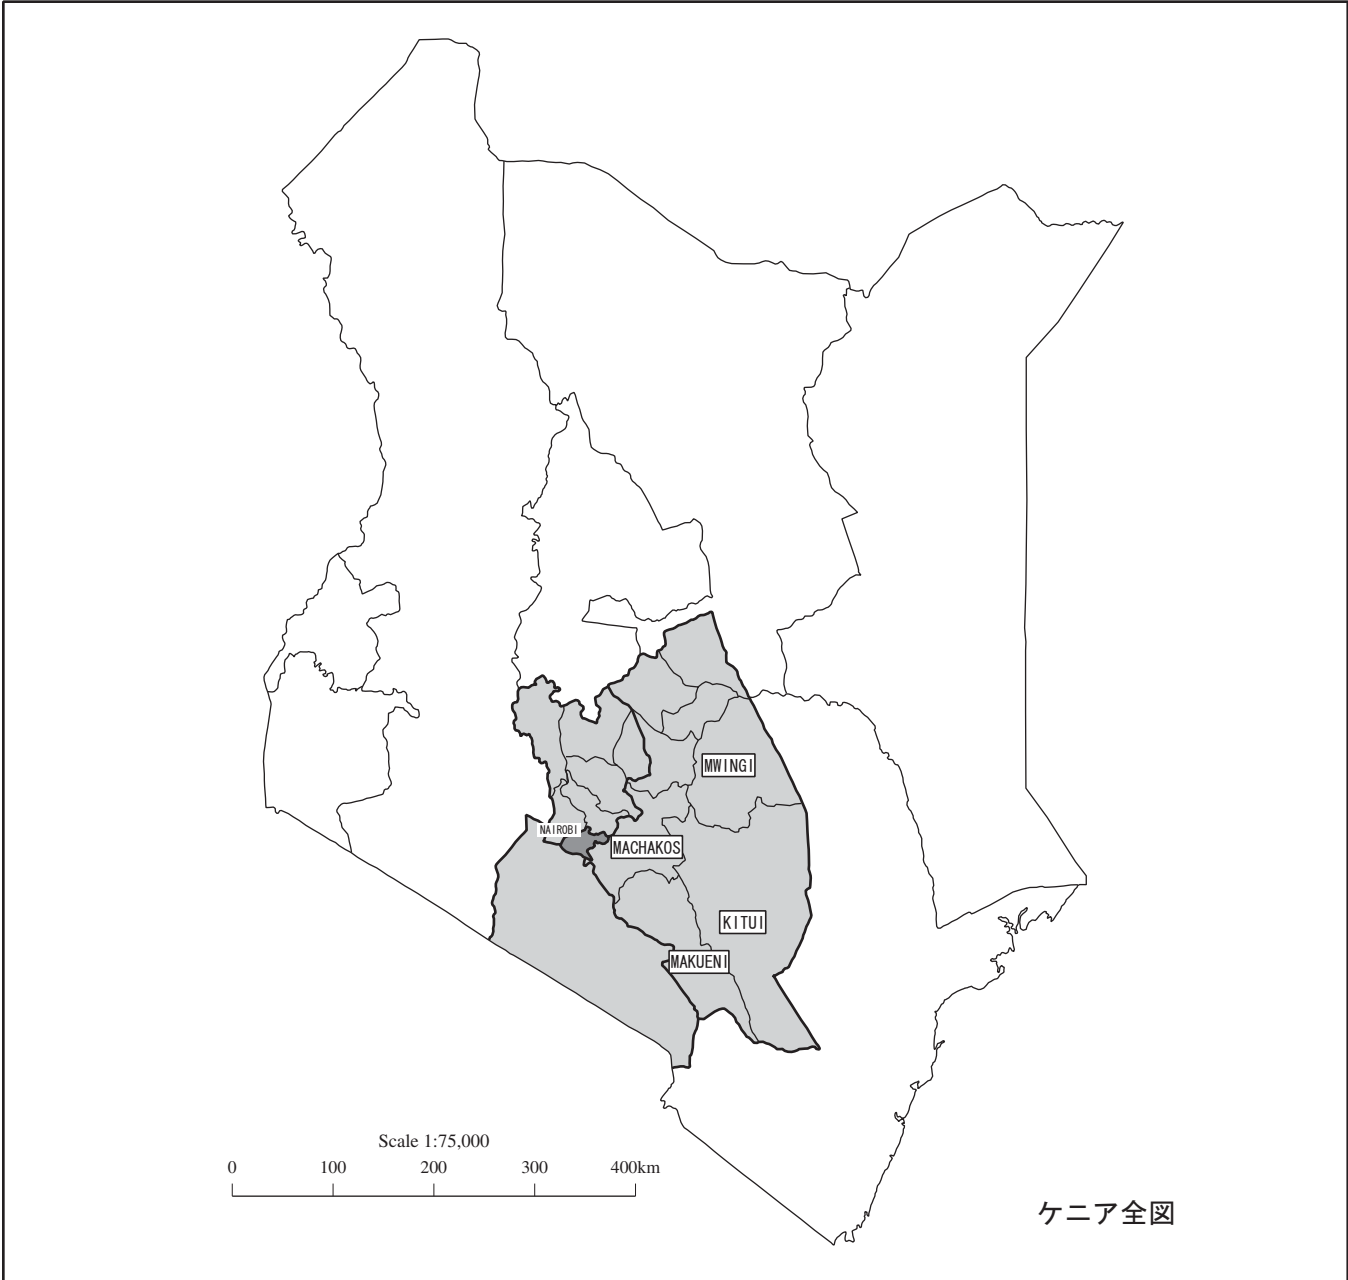 MWINGI
NAIROBI
MACHAKOS
KITUI
MAKUENI
Scale 1:75,000
0 100 200 300 400km
ケニア全図